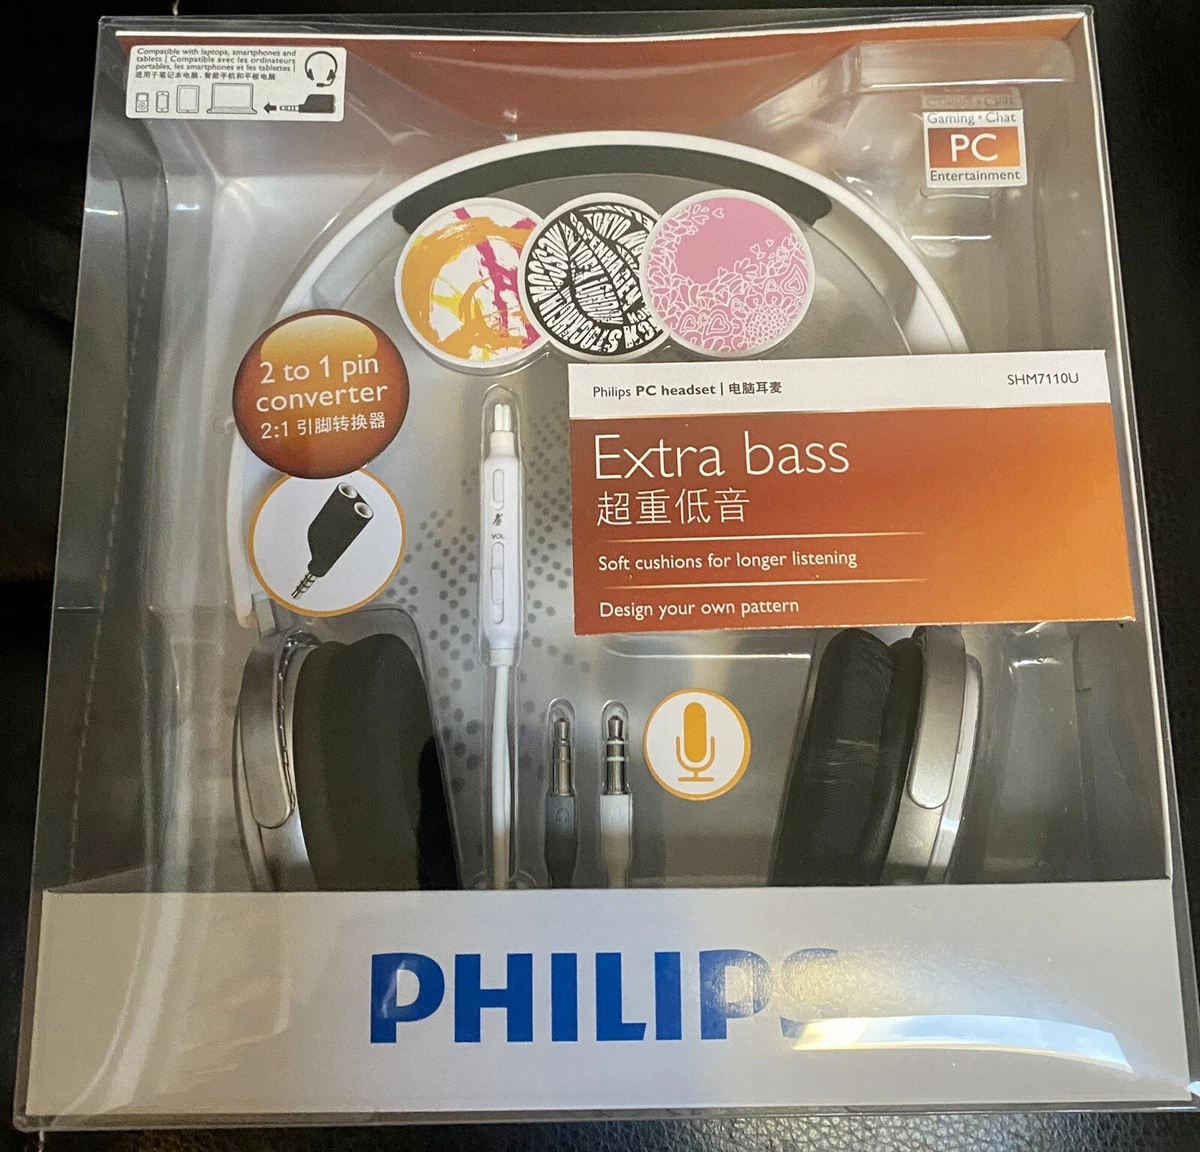 Compatible with laptops, smartphones and
tablets | Compatible avec les ordinateurs
portables, les smartphones et les tablettes |
适用于笔记本电脑、智能手机和平板电脑
Gaming • Chat
PC
Entertainment
TOKYO
COPENHAGEN
STOCKHOLM
2 to 1 pin
converter
2:1 引脚转换器
Philips PC headset | 电脑耳麦
SHM7110U
Extra bass
超重低音
Soft cushions for longer listening
Design your own pattern
VOL
PHILIPS